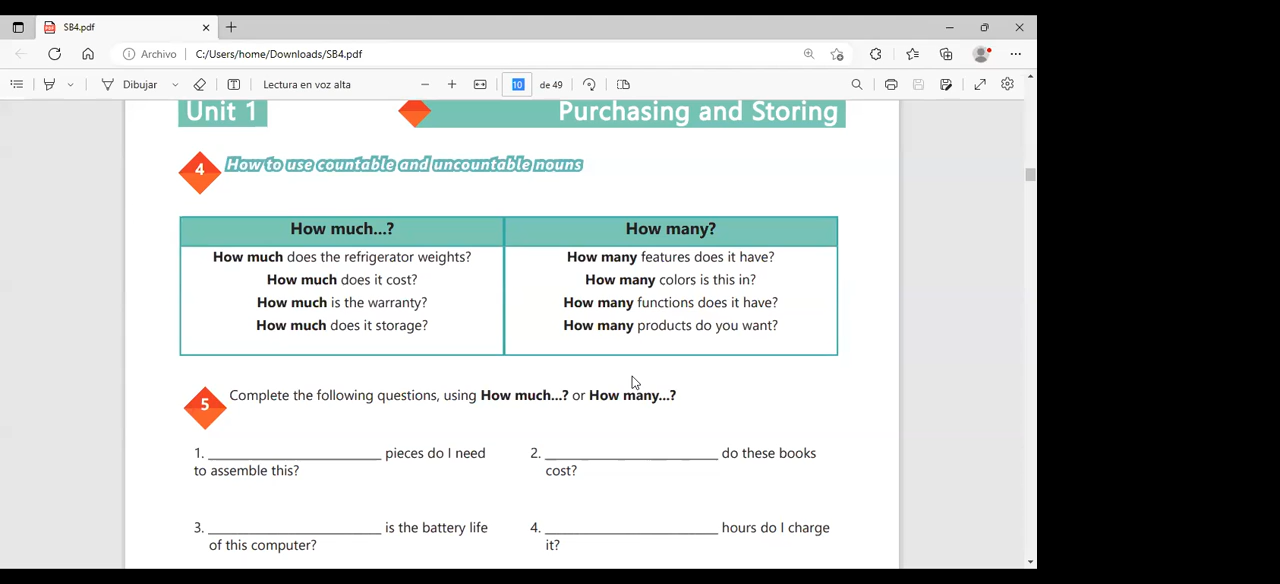 SB4.pdf
Archivo C:/Users/home/Downloads/SB4.pdf
Dibujar Lectura en voz alta 10 de 49
Unit 1 Purchasing and Storing
4 How to use countable and uncountable nouns
How much...? How many?
How much does the refrigerator weights? How many features does it have?
How much does it cost? How many colors is this in?
How much is the warranty? How many functions does it have?
How much does it storage? How many products do you want?
5 Complete the following questions, using How much...? or How many...?
1. ______________________ pieces do I need 2. ______________________ do these books
to assemble this? cost?
3. ______________________ is the battery life 4. ______________________ hours do I charge
of this computer? it?